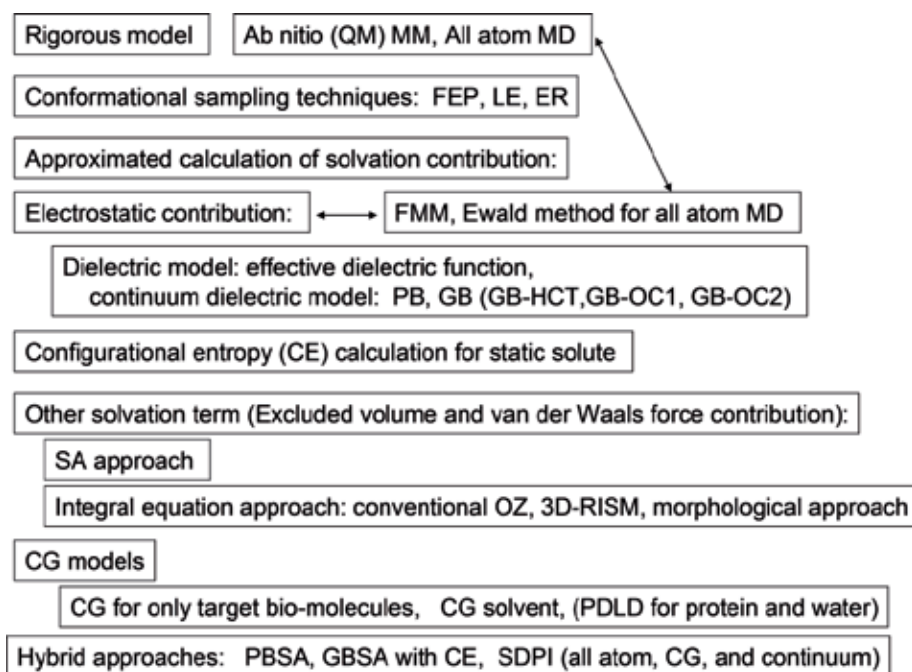 Rigorous model
Ab nitio (QM) MM, All atom MD
Conformational sampling techniques: FEP, LE, ER
Approximated calculation of solvation contribution:
Electrostatic contribution:
FMM, Ewald method for all atom MD
Dielectric model: effective dielectric function,
continuum dielectric model: PB, GB (GB-HCT,GB-OC1, GB-OC2)
Configurational entropy (CE) calculation for static solute
Other solvation term (Excluded volume and van der Waals force contribution):
SA approach
Integral equation approach: conventional OZ, 3D-RISM, morphological approach
CG models
CG for only target bio-molecules, CG solvent, (PDLD for protein and water)
Hybrid approaches: PBSA, GBSA with CE, SDPI (all atom, CG, and continuum)